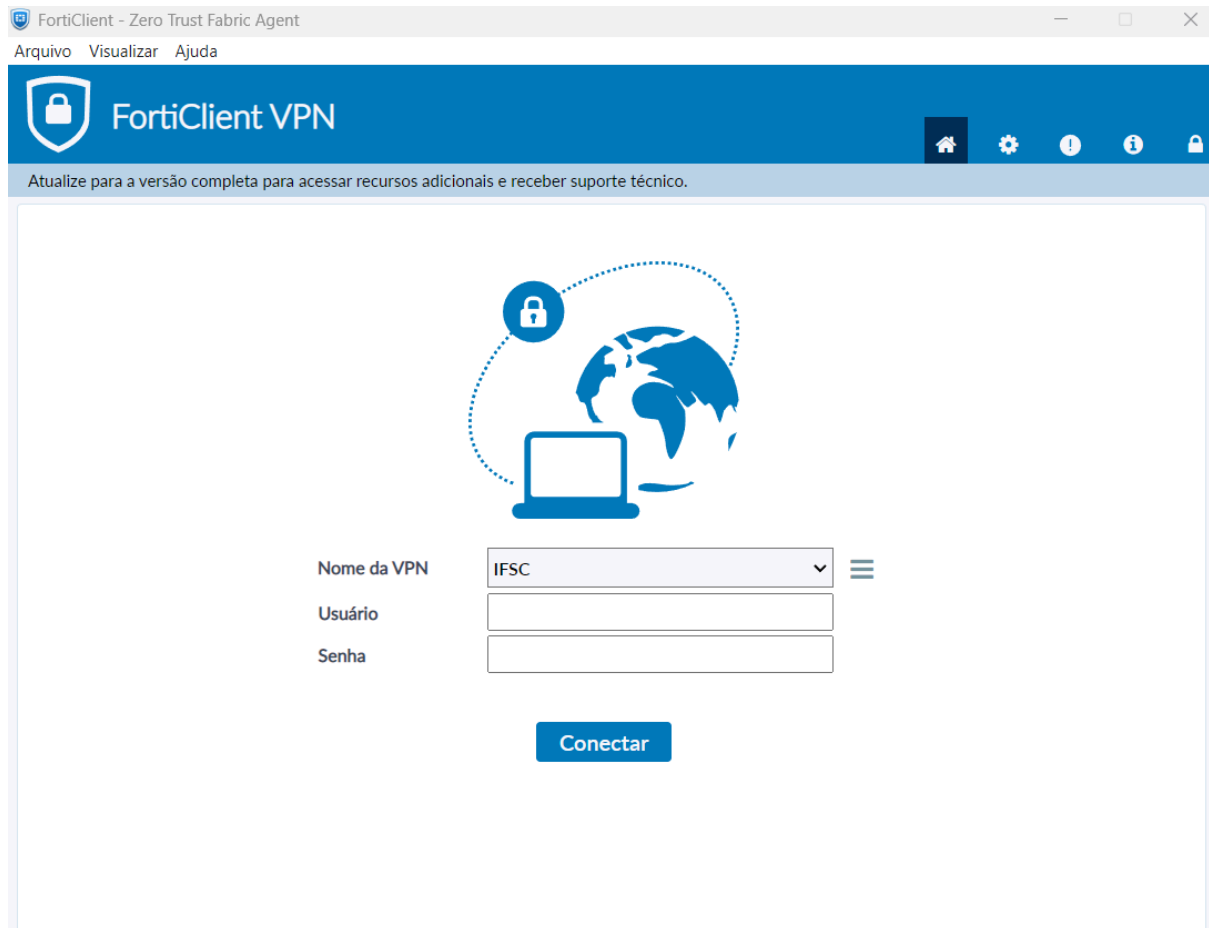 FortiClient - Zero Trust Fabric Agent
Arquivo Visualizar Ajuda
FortiClient VPN
Atualize para a versão completa para acessar recursos adicionais e receber suporte técnico.
Nome da VPN IFSC
Usuário
Senha
Conectar